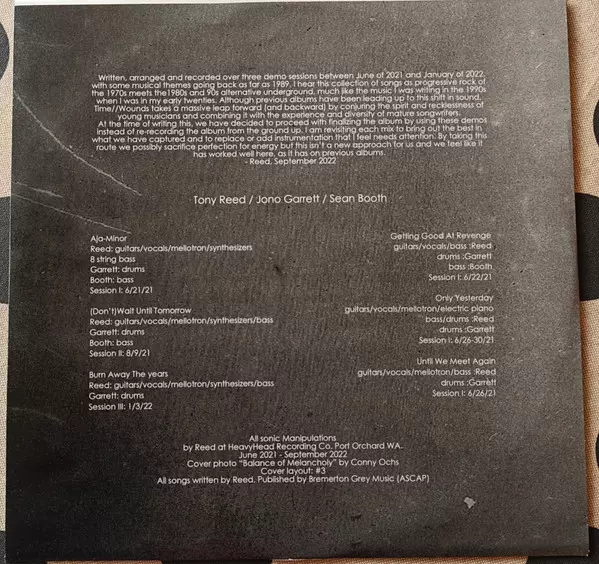 Written, arranged and recorded over three demo sessions between June of 2021 and January of 2022,
with some musical themes going back as far as 1989. I hear this collection of songs as progressive rock of
the 1970s meets the1980s and 90s alternative underground, much like the music I was writing in the 1990s
when I was in my early twenties. Although previous albums have been leading up to this shift in sound,
Time//Wounds takes a massive leap forward (and backward) by conjuring the spirit and recklessness of
young musicians and combining it with the experience and diversity of mature songwriters.
At the time of writing this, we have decided to proceed with finalizing the album by using these demos
instead of re-recording the album from the ground up. I am revisiting each mix to bring out the best in
what we have captured and to replace or add instrumentation that I feel needs attention. By taking this
route we possibly sacrifice perfection for energy but this isn't a new approach for us and we feel like it
has worked well here, as it has on previous albums.
- Reed, September 2022
Tony Reed / Jono Garrett / Sean Booth
Aja-Minor
Reed: guitars/vocals/mellotron/synthesizers
8 string bass
Garrett: drums
Booth: bass
Session I: 6/21/21
(Don't)Wait Until Tomorrow
Reed: guitars/vocals/mellotron/synthesizers/bass
Garrett: drums
Booth: bass
Session II: 8/9/21
Burn Away The years
Reed: guitars/vocals/mellotron/synthesizers/bass
Garrett: drums
Session III: 1/3/22
Getting Good At Revenge
guitars/vocals/bass :Reed
drums :Garrett
bass :Booth
Session I: 6/22/21
Only Yesterday
guitars/vocals/mellotron/electric piano
bass/drums :Reed
drums :Garrett
Session I: 6/26-30/21
Until We Meet Again
guitars/vocals/mellotron/bass :Reed
drums :Garrett
Session I: 6/26/21
All sonic Manipulations
by Reed at HeavyHead Recording Co. Port Orchard WA.
June 2021 - September 2022
Cover photo "Balance of Melancholy" by Conny Ochs
Cover layout: #3
All songs written by Reed. Published by Bremerton Grey Music (ASCAP)